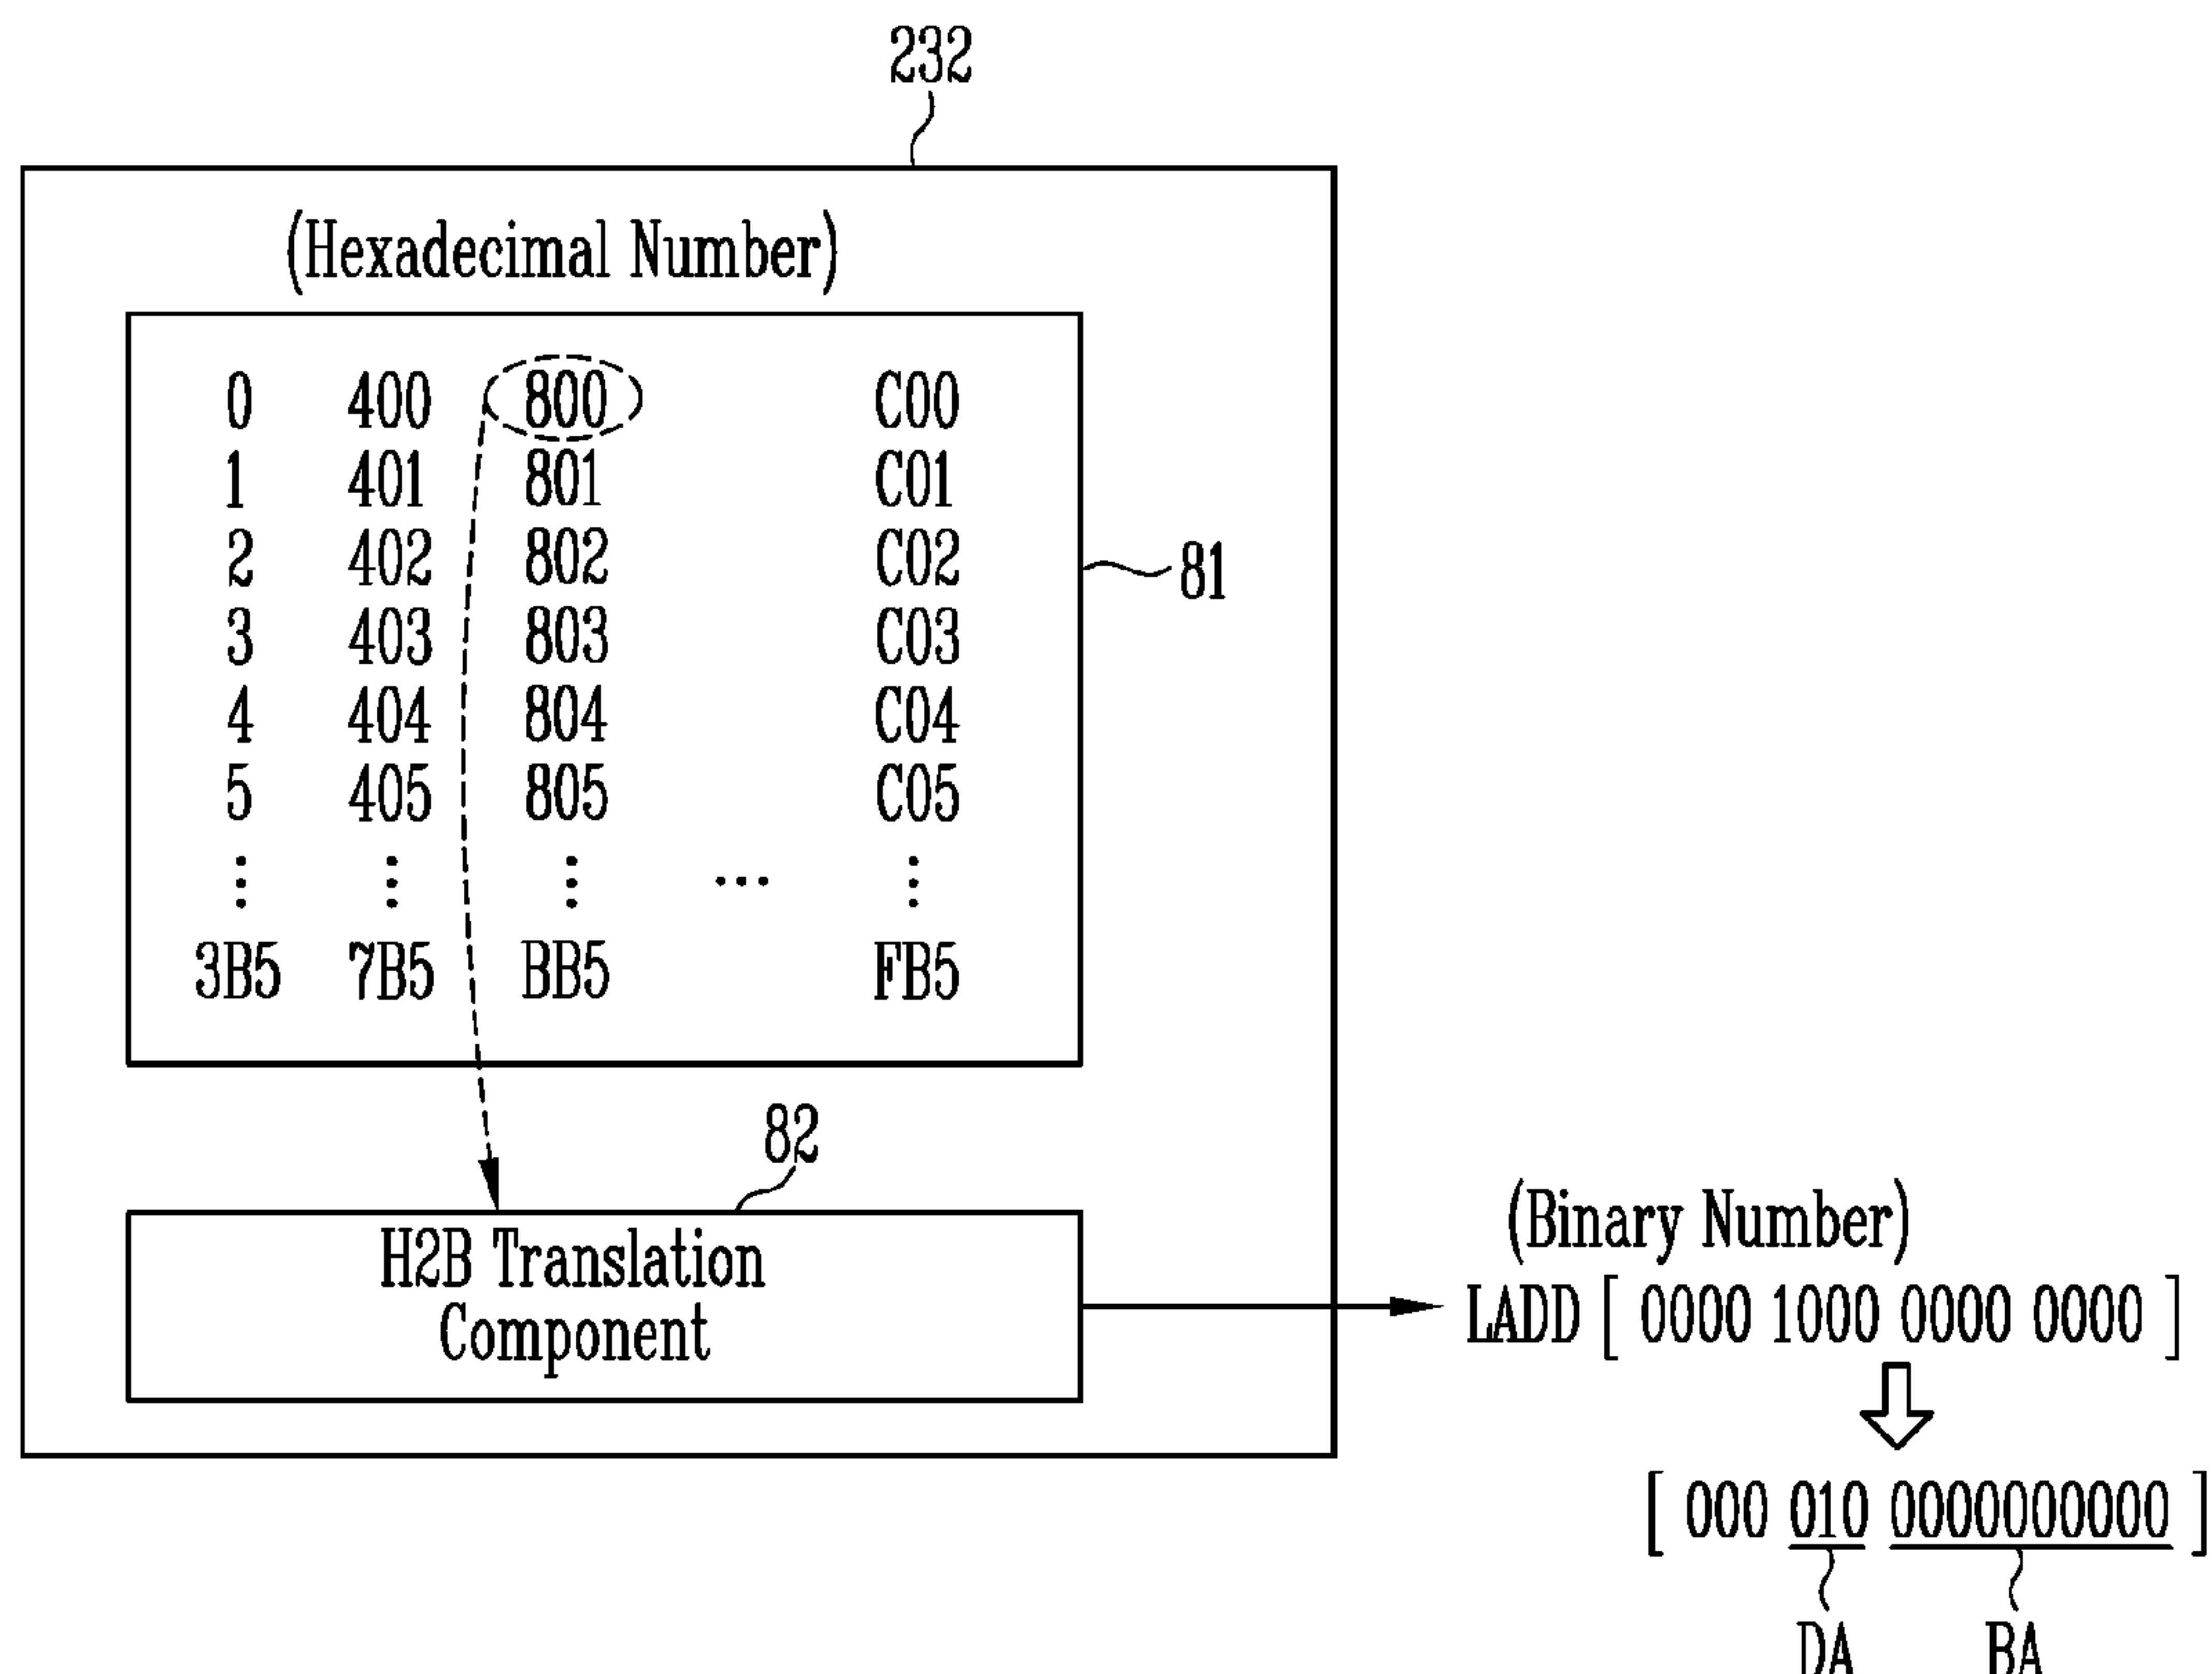 232
(Hexadecimal Number)
0 400 800 C00
1 401 801 C01
2 402 802 C02
3 403 803 C03
4 404 804 C04
5 405 805 C05
⋮ ⋮ ⋮ ... ⋮
3B5 7B5 BB5 FB5
81
82
H2B Translation
Component
(Binary Number)
LADD [ 0000 1000 0000 0000 ]
[ 000 010 0000000000 ]
DA BA